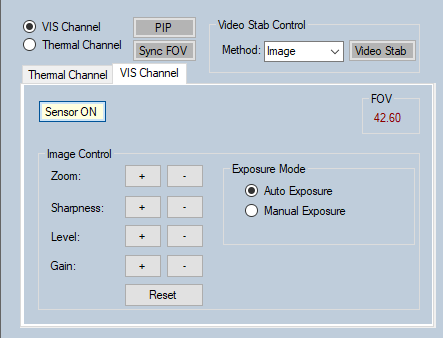 VIS Channel
PIP
Thermal Channel
Sync FOV
Video Stab Control
Method:
Image
Video Stab
Thermal Channel
VIS Channel
Sensor ON
FOV
42.60
Image Control
Zoom:
+
-
Sharpness:
+
-
Level:
+
-
Gain:
+
-
Reset
Exposure Mode
Auto Exposure
Manual Exposure